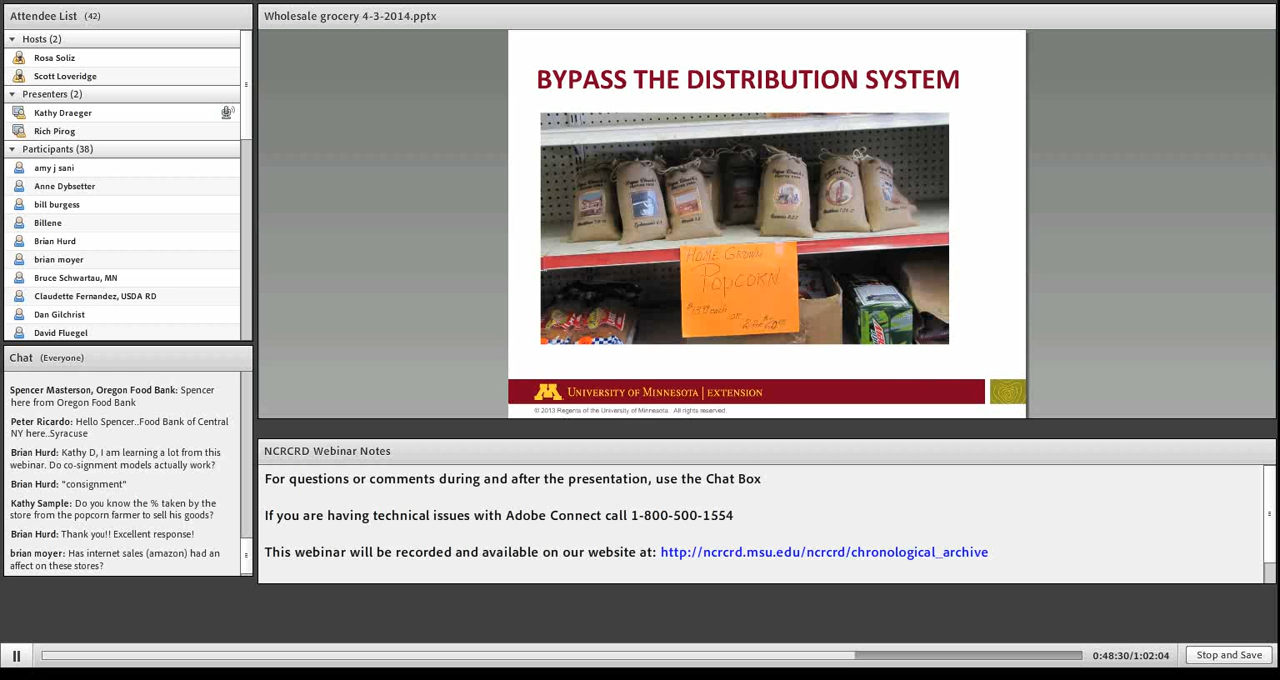 Attendee List (42)
Hosts (2)
Rosa Soliz
Scott Loveridge
Presenters (2)
Kathy Draeger
Rich Pirog
Participants (38)
amy j sani
Anne Dybsetter
bill burgess
Billene
Brian Hurd
brian moyer
Bruce Schwartau, MN
Claudette Fernandez, USDA RD
Dan Gilchrist
David Fluegel
Chat (Everyone)
Spencer Masterson, Oregon Food Bank: Spencer
here from Oregon Food Bank
Peter Ricardo: Hello Spencer..Food Bank of Central
NY here..Syracuse
Brian Hurd: Kathy D, I am learning a lot from this
webinar. Do co-signment models actually work?
Brian Hurd: "consignment"
Kathy Sample: Do you know the % taken by the
store from the popcorn farmer to sell his goods?
Brian Hurd: Thank you!! Excellent response!
brian moyer: Has internet sales (amazon) had an
affect on these stores?
Wholesale grocery 4-3-2014.pptx
BYPASS THE DISTRIBUTION SYSTEM
HOME GROWN
POPCORN
UNIVERSITY OF MINNESOTA | EXTENSION
© 2013 Regents of the University of Minnesota. All rights reserved.
NCRCRD Webinar Notes
For questions or comments during and after the presentation, use the Chat Box
If you are having technical issues with Adobe Connect call 1-800-500-1554
This webinar will be recorded and available on our website at: http://ncrcrd.msu.edu/ncrcrd/chronological_archive
0:48:30/1:02:04
Stop and Save